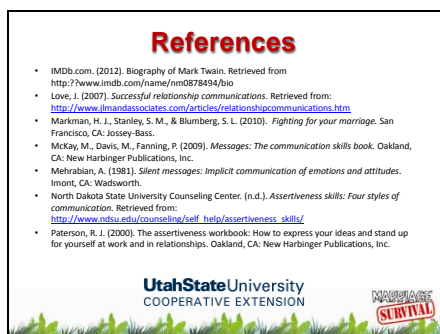 References
• IMDb.com. (2012). Biography of Mark Twain. Retrieved from
http:??www.imdb.com/name/nm0878494/bio
• Love, J. (2007). Successful relationship communications. Retrieved from:
http://www.jlmandassociates.com/articles/relationshipcommunications.htm
• Markman, H. J., Stanley, S. M., & Blumberg, S. L. (2010). Fighting for your marriage. San
Francisco, CA: Jossey-Bass.
• McKay, M., Davis, M., Fanning, P. (2009). Messages: The communication skills book. Oakland,
CA: New Harbinger Publications, Inc.
• Mehrabian, A. (1981). Silent messages: Implicit communication of emotions and attitudes.
Imont, CA: Wadsworth.
• North Dakota State University Counseling Center. (n.d.). Assertiveness skills: Four styles of
communication. Retrieved from:
http://www.ndsu/counseling/self_help/assertiveness_skills/
• Paterson, R. J. (2000). The assertiveness workbook: How to express your ideas and stand up
for yourself at work and in relationships. Oakland, CA: New Harbinger Publications, Inc.
UtahStateUniversity
COOPERATIVE EXTENSION
MARRIAGE
SURVIVAL